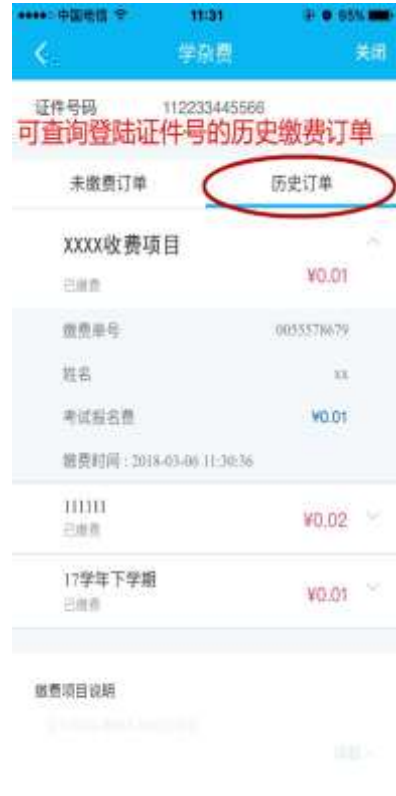 中国电信 11:31 95%
学杂费 关闭
证件号码 112233445566
可查询登陆证件号的历史缴费订单
未缴费订单 历史订单
XXXX收费项目
已缴费 ¥0.01
缴费单号 0055578679
姓名 xx
考试报名费 ¥0.01
缴费时间 : 2018-03-06 11:30:36
111111
已缴费 ¥0.02
17学年下学期
已缴费 ¥0.01
缴费项目说明